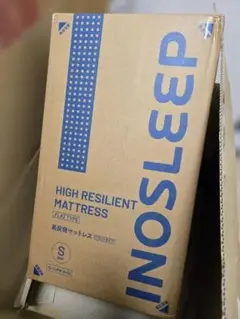 INOSLEEP
HIGH RESILIENT
MATTRESS
FLAT TYPE
高反発マットレス
S